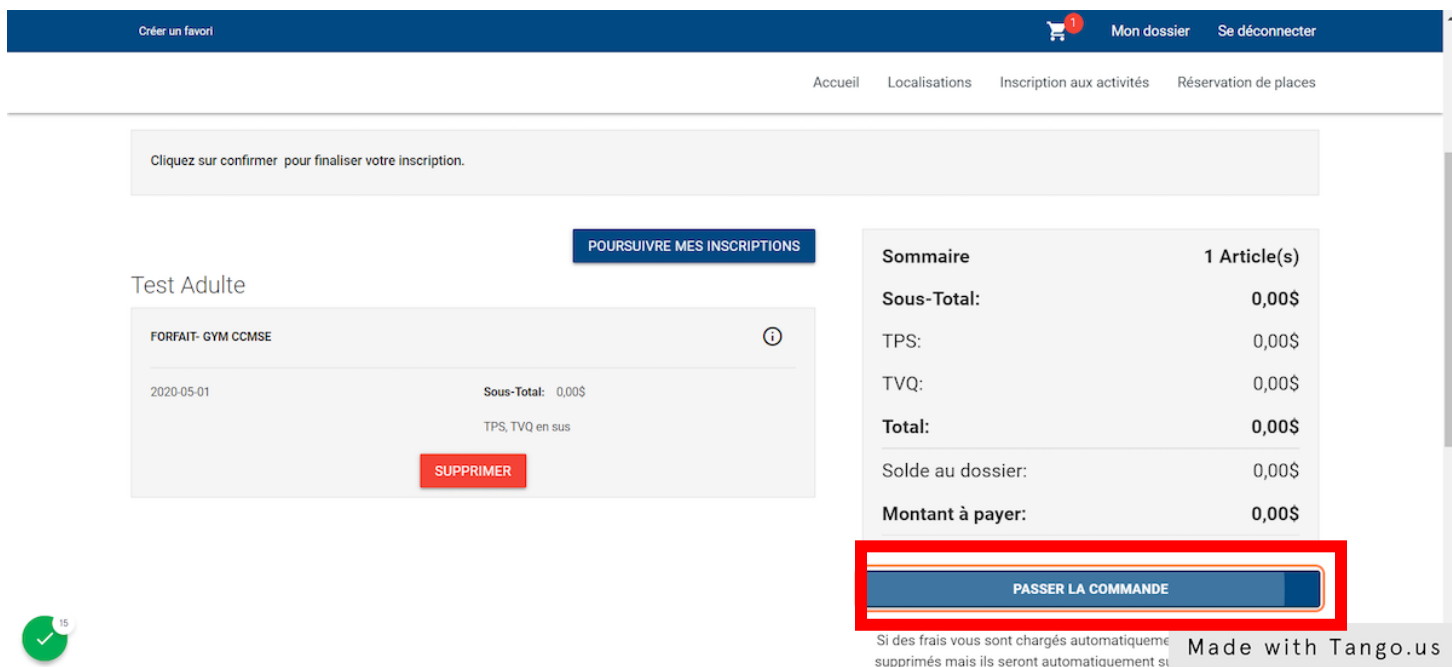 Créer un favori
1
Mon dossier
Se déconnecter
Accueil
Localisations
Inscription aux activités
Réservation de places
Cliquez sur confirmer pour finaliser votre inscription.
POURSUIVRE MES INSCRIPTIONS
Test Adulte
FORFAIT- GYM CCMSE
2020-05-01
Sous-Total: 0,00$
TPS, TVQ en sus
SUPPRIMER
Sommaire 1 Article(s)
Sous-Total: 0,00$
TPS: 0,00$
TVQ: 0,00$
Total: 0,00$
Solde au dossier: 0,00$
Montant à payer: 0,00$
PASSER LA COMMANDE
Si des frais vous sont chargés
supprimés mais ils seront automatiquement
15
Made with Tango.us